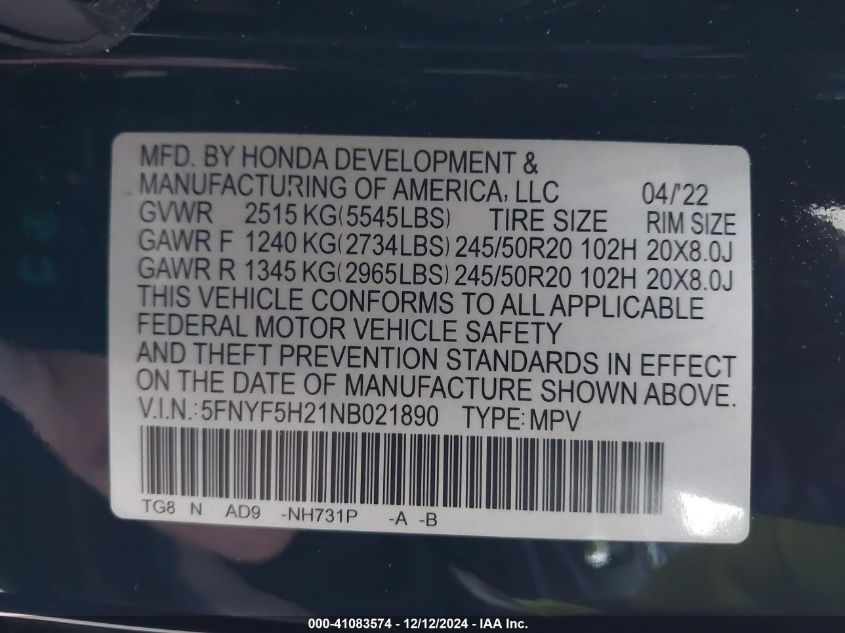 MFD. BY HONDA DEVELOPMENT &
MANUFACTURING OF AMERICA, LLC 04/'22
GVWR 2515 KG(5545LBS) TIRE SIZE RIM SIZE
GAWR F 1240 KG(2734LBS) 245/50R20 102H 20X8.0J
GAWR R 1345 KG(2965LBS) 245/50R20 102H 20X8.0J
THIS VEHICLE CONFORMS TO ALL APPLICABLE
FEDERAL MOTOR VEHICLE SAFETY
AND THEFT PREVENTION STANDARDS IN EFFECT
ON THE DATE OF MANUFACTURE SHOWN ABOVE.
V.I.N.: 5FNYF5H21NB021890 TYPE: MPV
TG8 N AD9 -NH731P -A -B
000-41083574 - 12/12/2024 - IAA Inc.